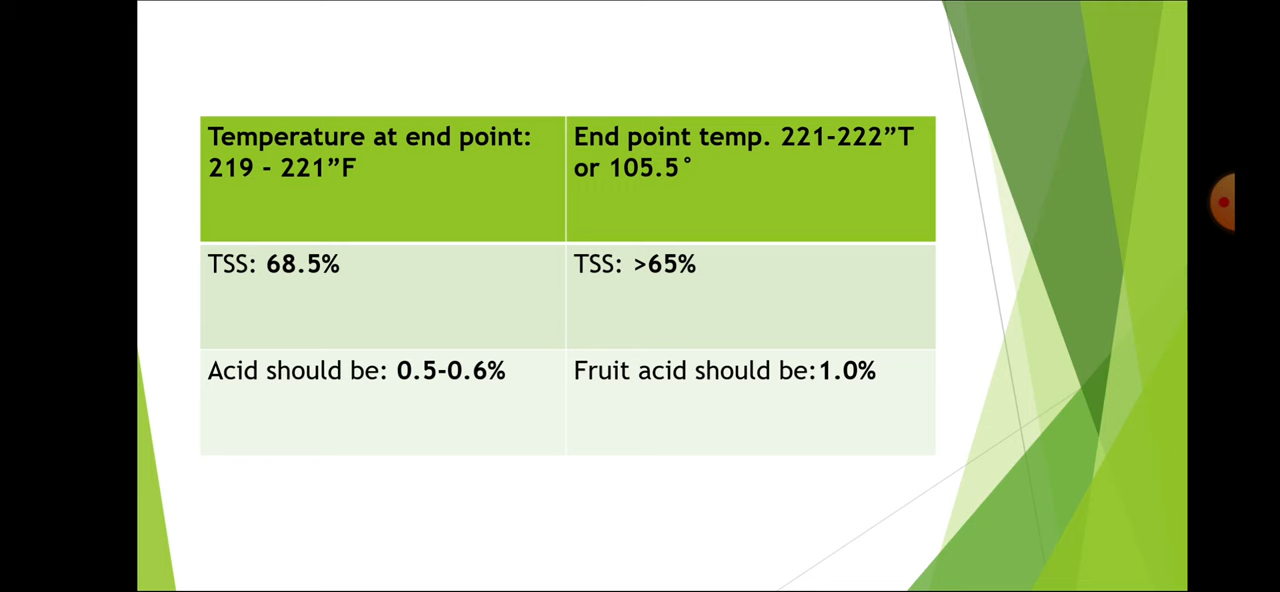 Temperature at end point:
219 - 221”F
End point temp. 221-222”T
or 105.5°
TSS: 68.5%
TSS: >65%
Acid should be: 0.5-0.6%
Fruit acid should be:1.0%